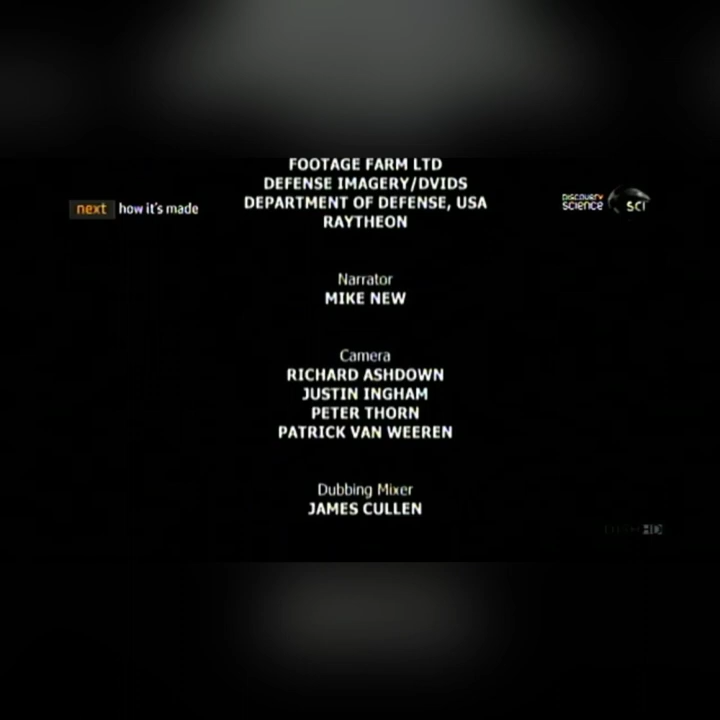 FOOTAGE FARM LTD
DEFENSE IMAGERY/DVIDS
DEPARTMENT OF DEFENSE, USA
RAYTHEON
next how it's made
DISCOVERY
SCIENCE SCI
Narrator
MIKE NEW
Camera
RICHARD ASHDOWN
JUSTIN INGHAM
PETER THORN
PATRICK VAN WEEREN
Dubbing Mixer
JAMES CULLEN
HD